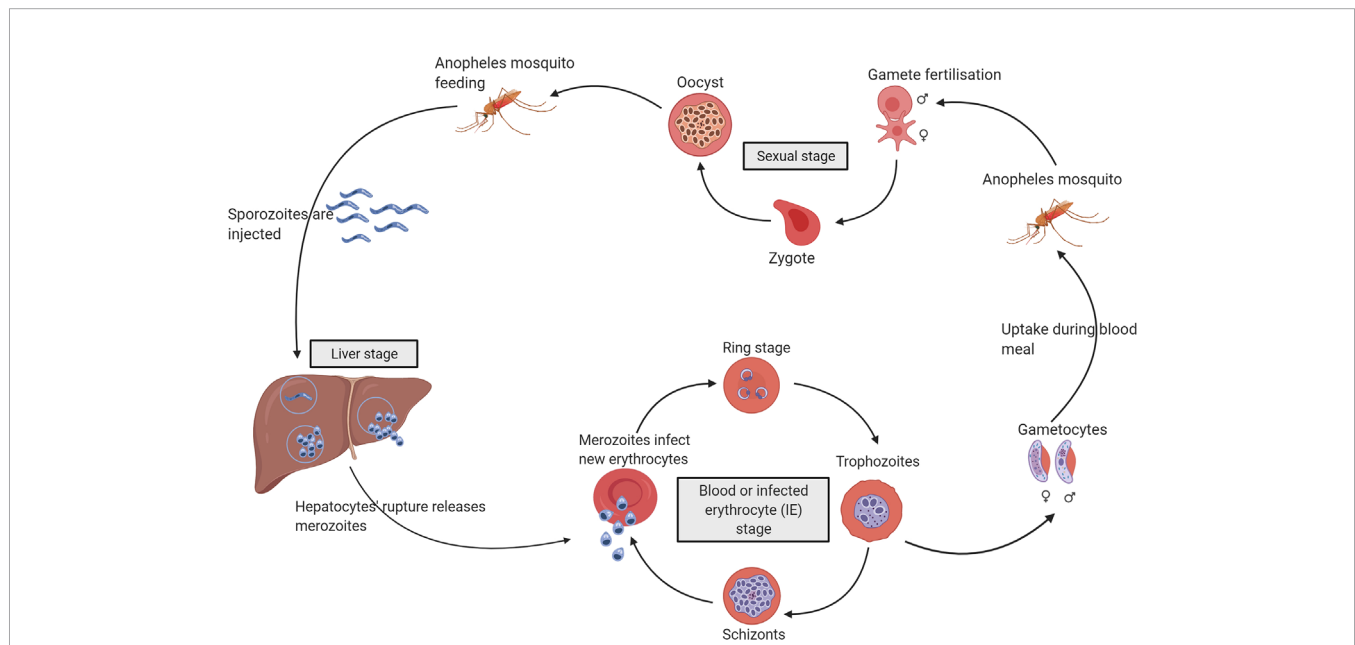 Anopheles mosquito
feeding
Oocyst
Gamete fertilisation
♂
♀
Sexual stage
Anopheles mosquito
Zygote
Sporozoites are
injected
Uptake during blood
meal
Liver stage
Ring stage
Merozoites infect
new erythrocytes
Trophozoites
Gametocytes
♀ ♂
Blood or infected
erythrocyte (IE)
stage
Hepatocytes' rupture releases
merozoites
Schizonts